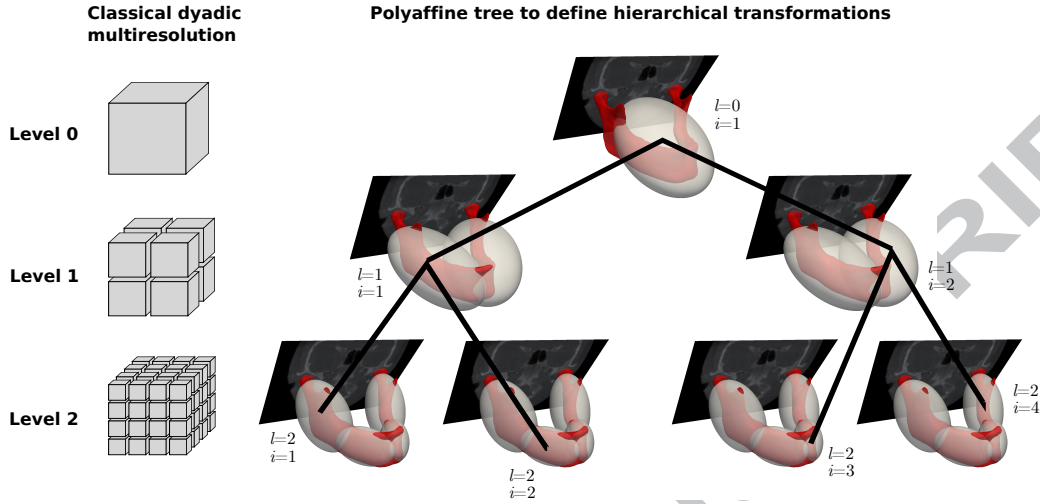 Classical dyadic
multiresolution
Polyaffine tree to define hierarchical transformations
Level 0
l=0
i=1
Level 1
l=1
i=1
l=1
i=2
Level 2
l=2
i=1
l=2
i=2
l=2
i=3
l=2
i=4